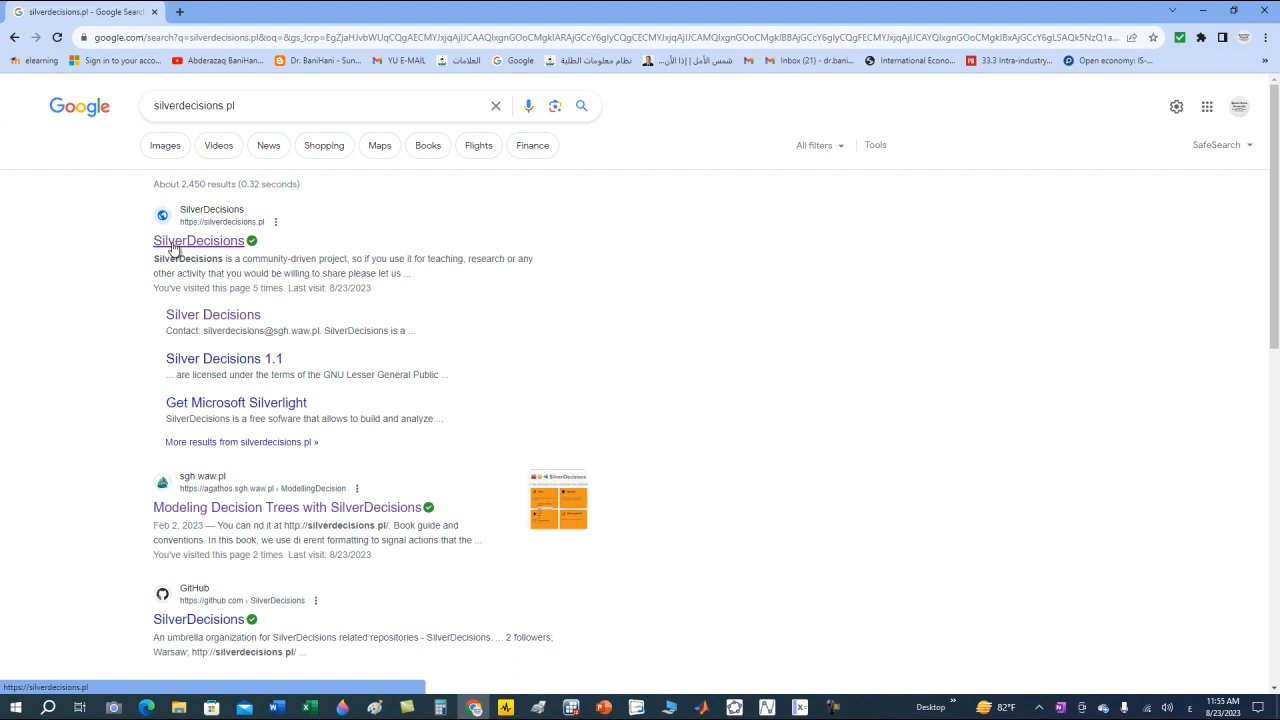 silverdecisions.pl - Google Search
google.com/search?q=silverdecisions.pl&oq=&gs_lcrp=
elearning
Sign in to your acco...
Abderazaq BaniHan...
Dr. BaniHani - Sun...
YU E-MAIL
العلامات
Google
نظام معلومات الطلبة
شمس الأمل | إذا الآن...
Inbox (21) - dr.bani...
International Econo...
33.3 Intra-industry...
Open economy: IS-...
»
Google
silverdecisions.pl
Images
Videos
News
Shopping
Maps
Books
Flights
Finance
All filters
Tools
SafeSearch
About 2,450 results (0.32 seconds)
SilverDecisions
https://silverdecisions.pl
SilverDecisions
SilverDecisions is a community-driven project, so if you use it for teaching, research or any
other activity that you would be willing to share please let us ...
You've visited this page 5 times. Last visit: 8/23/2023
Silver Decisions
Contact: silverdecisions@sgh.waw.pl. SilverDecisions is a ...
Silver Decisions 1.1
... are licensed under the terms of the GNU Lesser General Public ...
Get Microsoft Silverlight
SilverDecisions is a free sofware that allows to build and analyze ...
More results from silverdecisions.pl »
sgh.waw.pl
https://agathos.sgh.waw.pl › ModellingDecision
Modeling Decision Trees with SilverDecisions
Feb 2, 2023 — You can nd it at http://silverdecisions.pl/. Book guide and
conventions. In this book, we use di erent formatting to signal actions that the ...
You've visited this page 2 times. Last visit: 8/23/2023
SilverDecisions
GitHub
https://github.com › SilverDecisions
SilverDecisions
An umbrella organization for SilverDecisions related repositories - SilverDecisions. ... 2 followers;
Warsaw; http://silverdecisions.pl/ ...
https://silverdecisions.pl
Desktop
»
82°F
ع
11:55 AM
8/23/2023